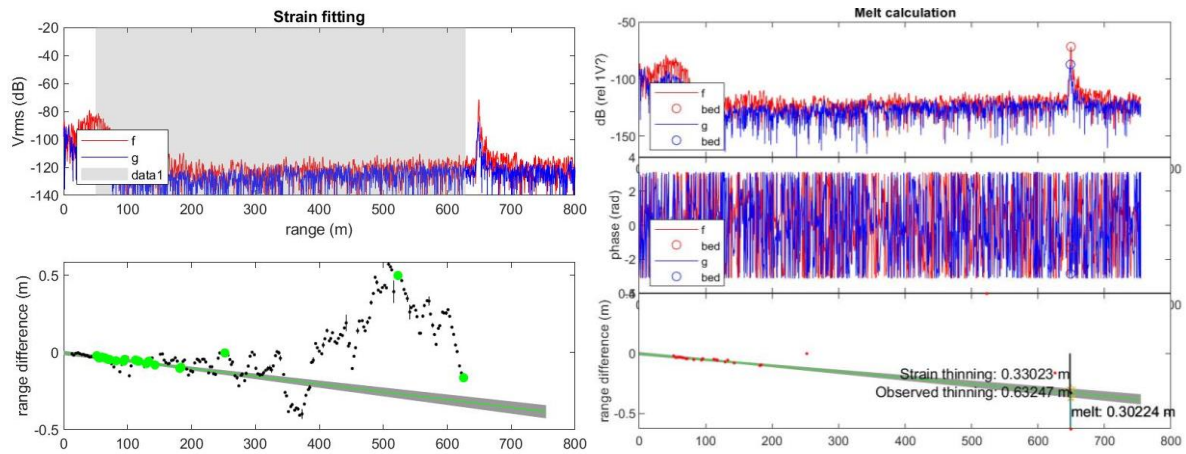 Strain fitting
-20
-40
-60
-80
-100
-120
-140
Vrms (dB)
f
g
data1
0 100 200 300 400 500 600 700 800
range (m)
0.5
0
-0.5
range difference (m)
0 100 200 300 400 500 600 700 800
Melt calculation
-50
-100
-150
dB (rel 1V?)
f
bed
g
bed
4
2
0
-2
phase (rad)
f
bed
g
bed
0
-0.5
range difference (m)
Strain thinning: 0.33023 m
Observed thinning: 0.63247 m
melt: 0.30224 m
0 100 200 300 400 500 600 700 800